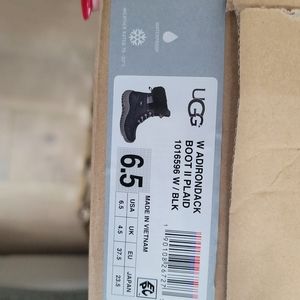 WATERPROOF
UGG
W ADIRONDACK
BOOT II PLAID
1016596 W / BLK
6.5
MADE IN VIETNAM
USA UK EU JAPAN
6.5 4.5 37.5 23.5